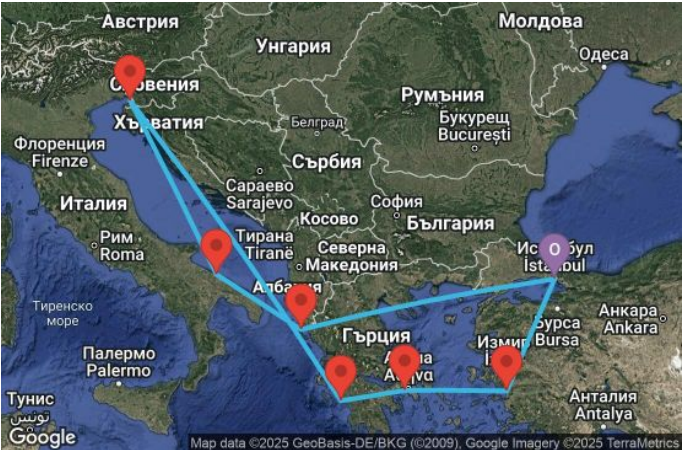 Австрия
Молдова
Унгария
Одеса
Словения
Румъния
Хърватия
Белград
Букурещ
București
Флоренция
Firenze
Сърбия
Сараево
Sarajevo
Италия
София
Косово
България
Рим
Roma
Тирана
Tiranë
Северна
Македония
O
İstanbul
Албания
Тиренско
море
Анкара
Ankara
Бурса
Bursa
Гърция
Измир
Палермо
Palermo
Тунис
تونس
Анталия
Antalya
Google
Map data ©2025 GeoBasis-DE/BKG (©2009), Google Imagery ©2025 TerraMetrics